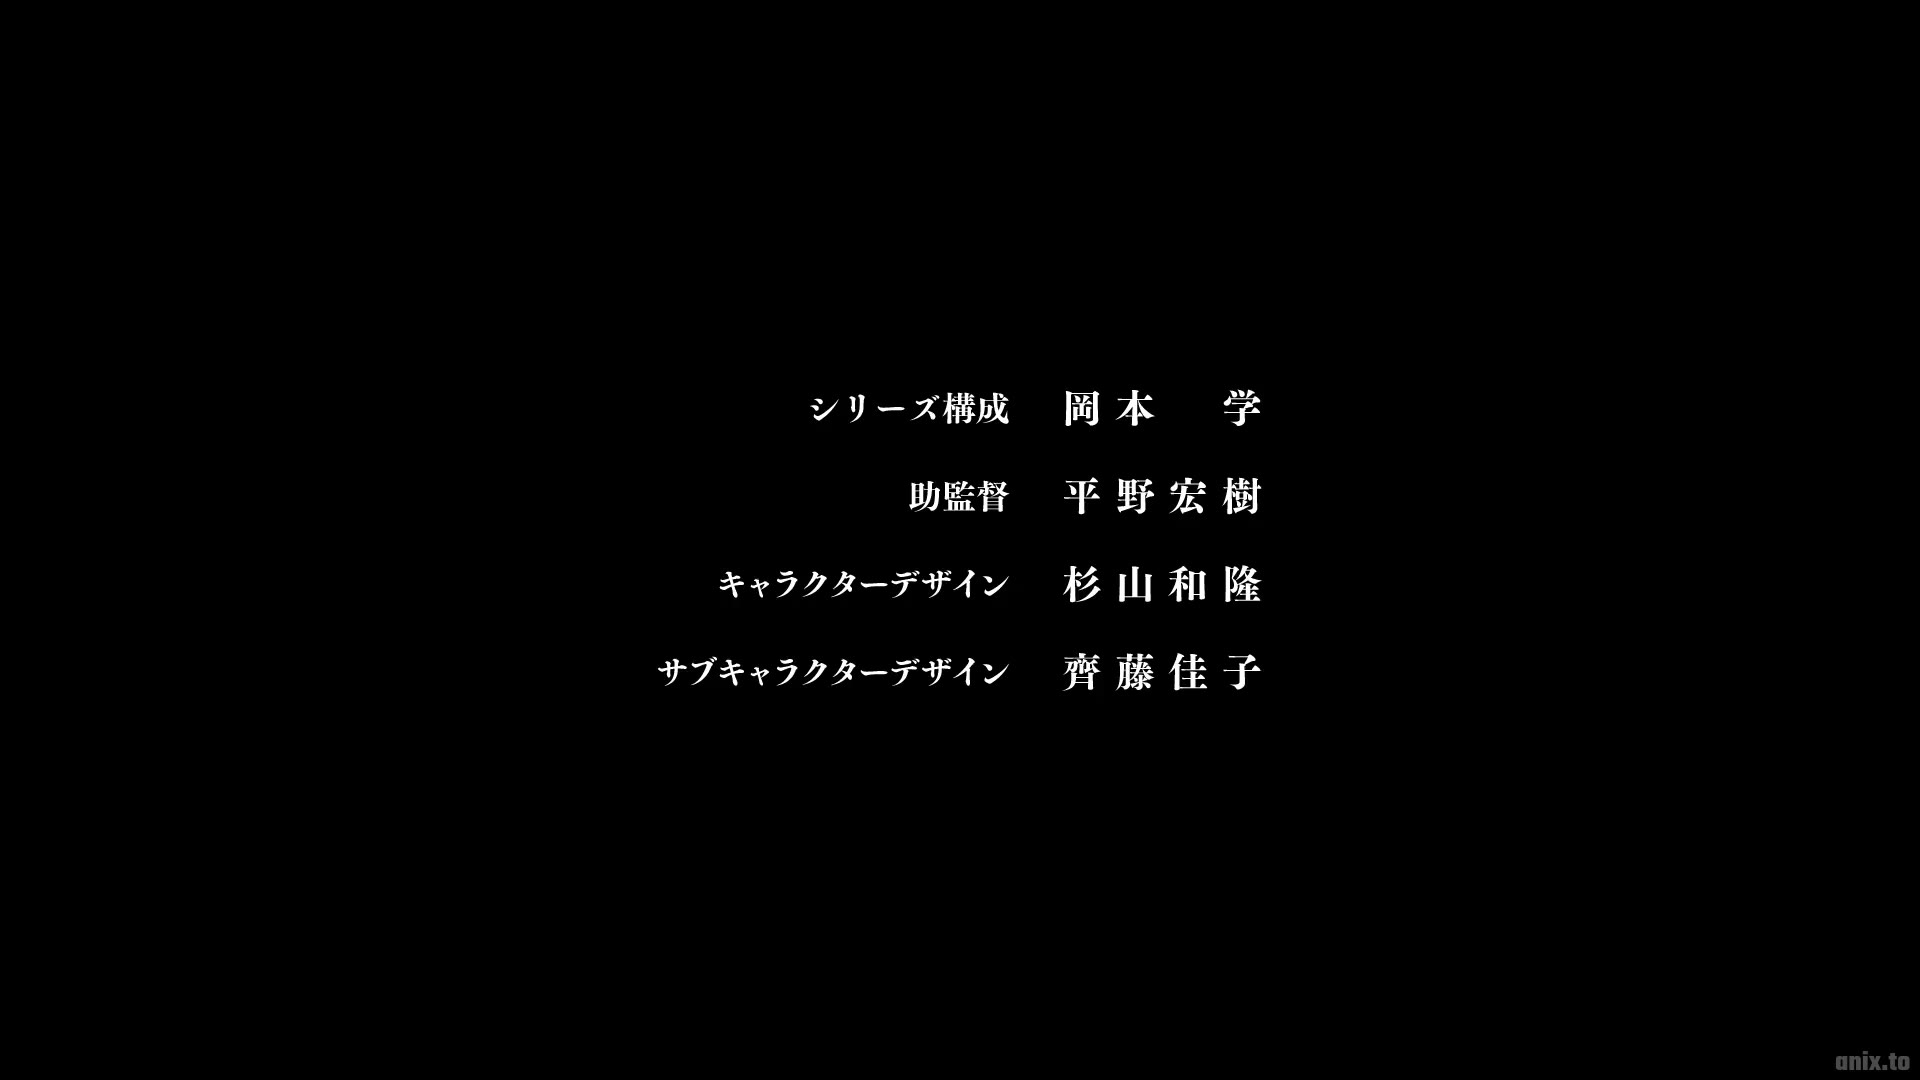 シリーズ構成 岡本 学
助監督 平野宏樹
キャラクターデザイン 杉山和隆
サブキャラクターデザイン 齊藤佳子
anix.to